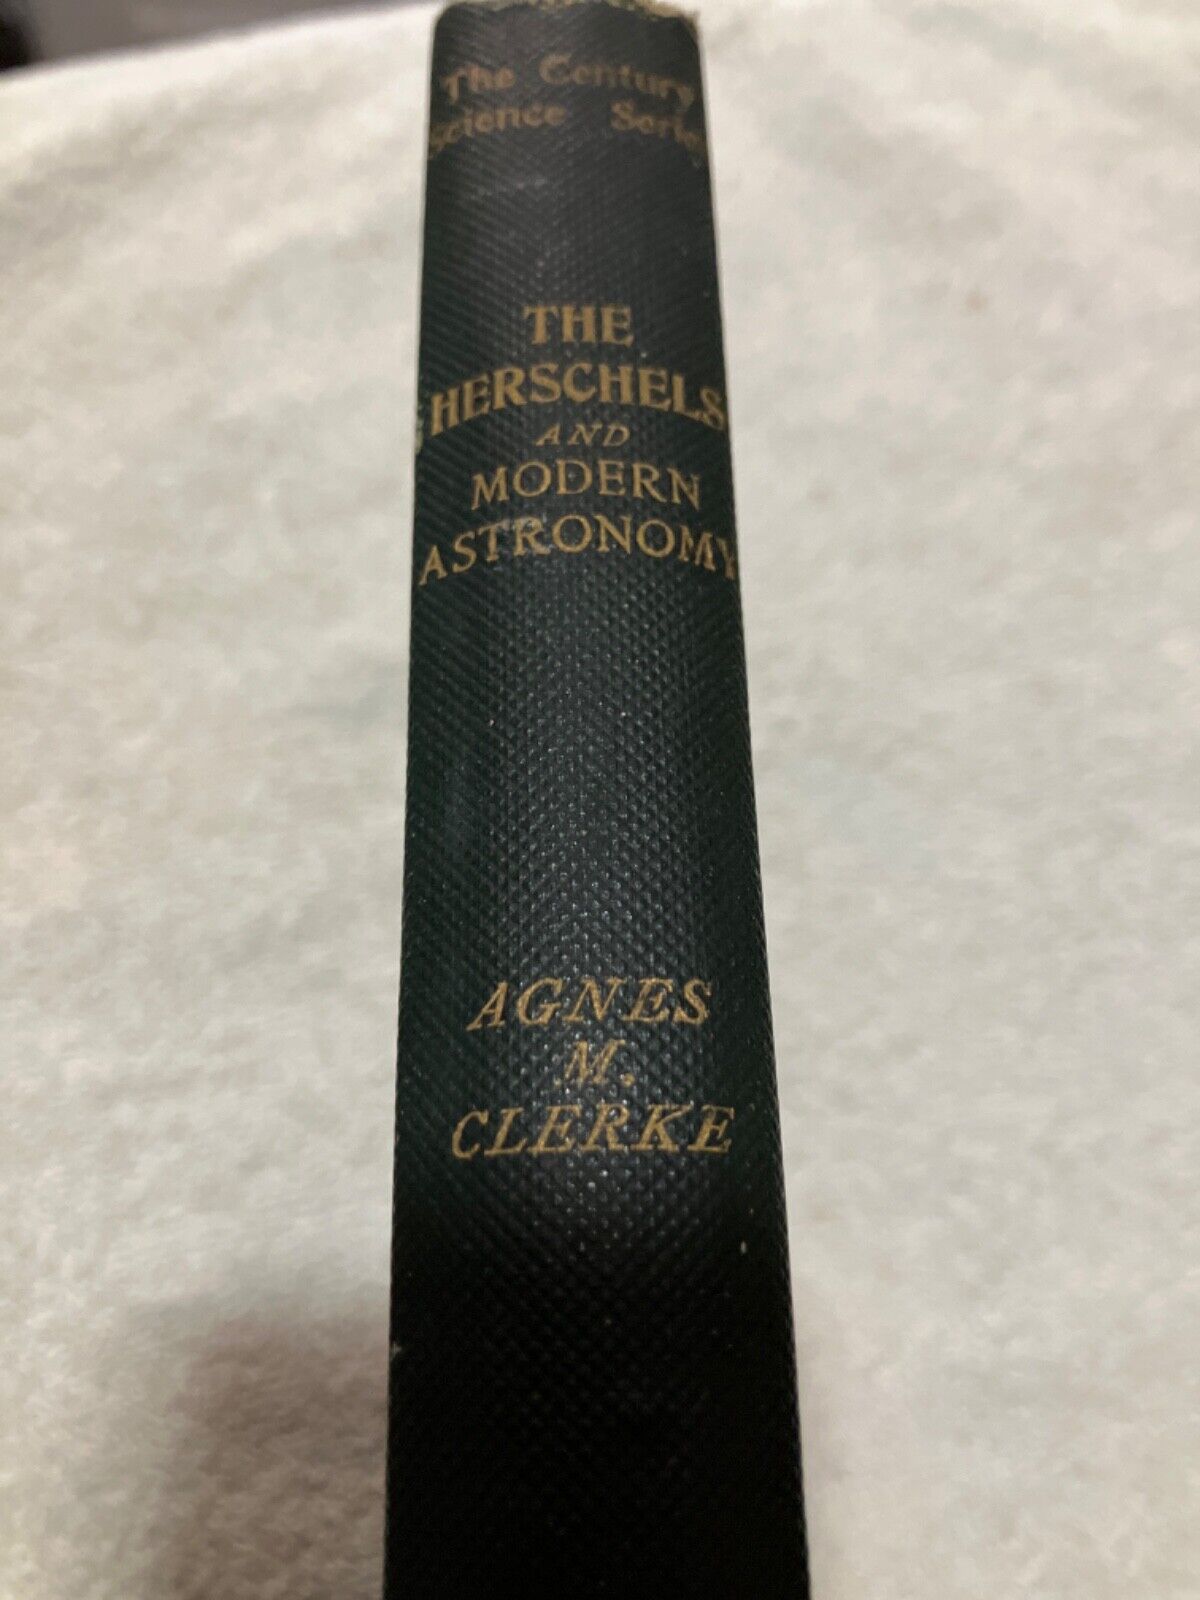 The Century
Science Series
THE
HERSCHELS
AND
MODERN
ASTRONOMY
AGNES
M.
CLERKE